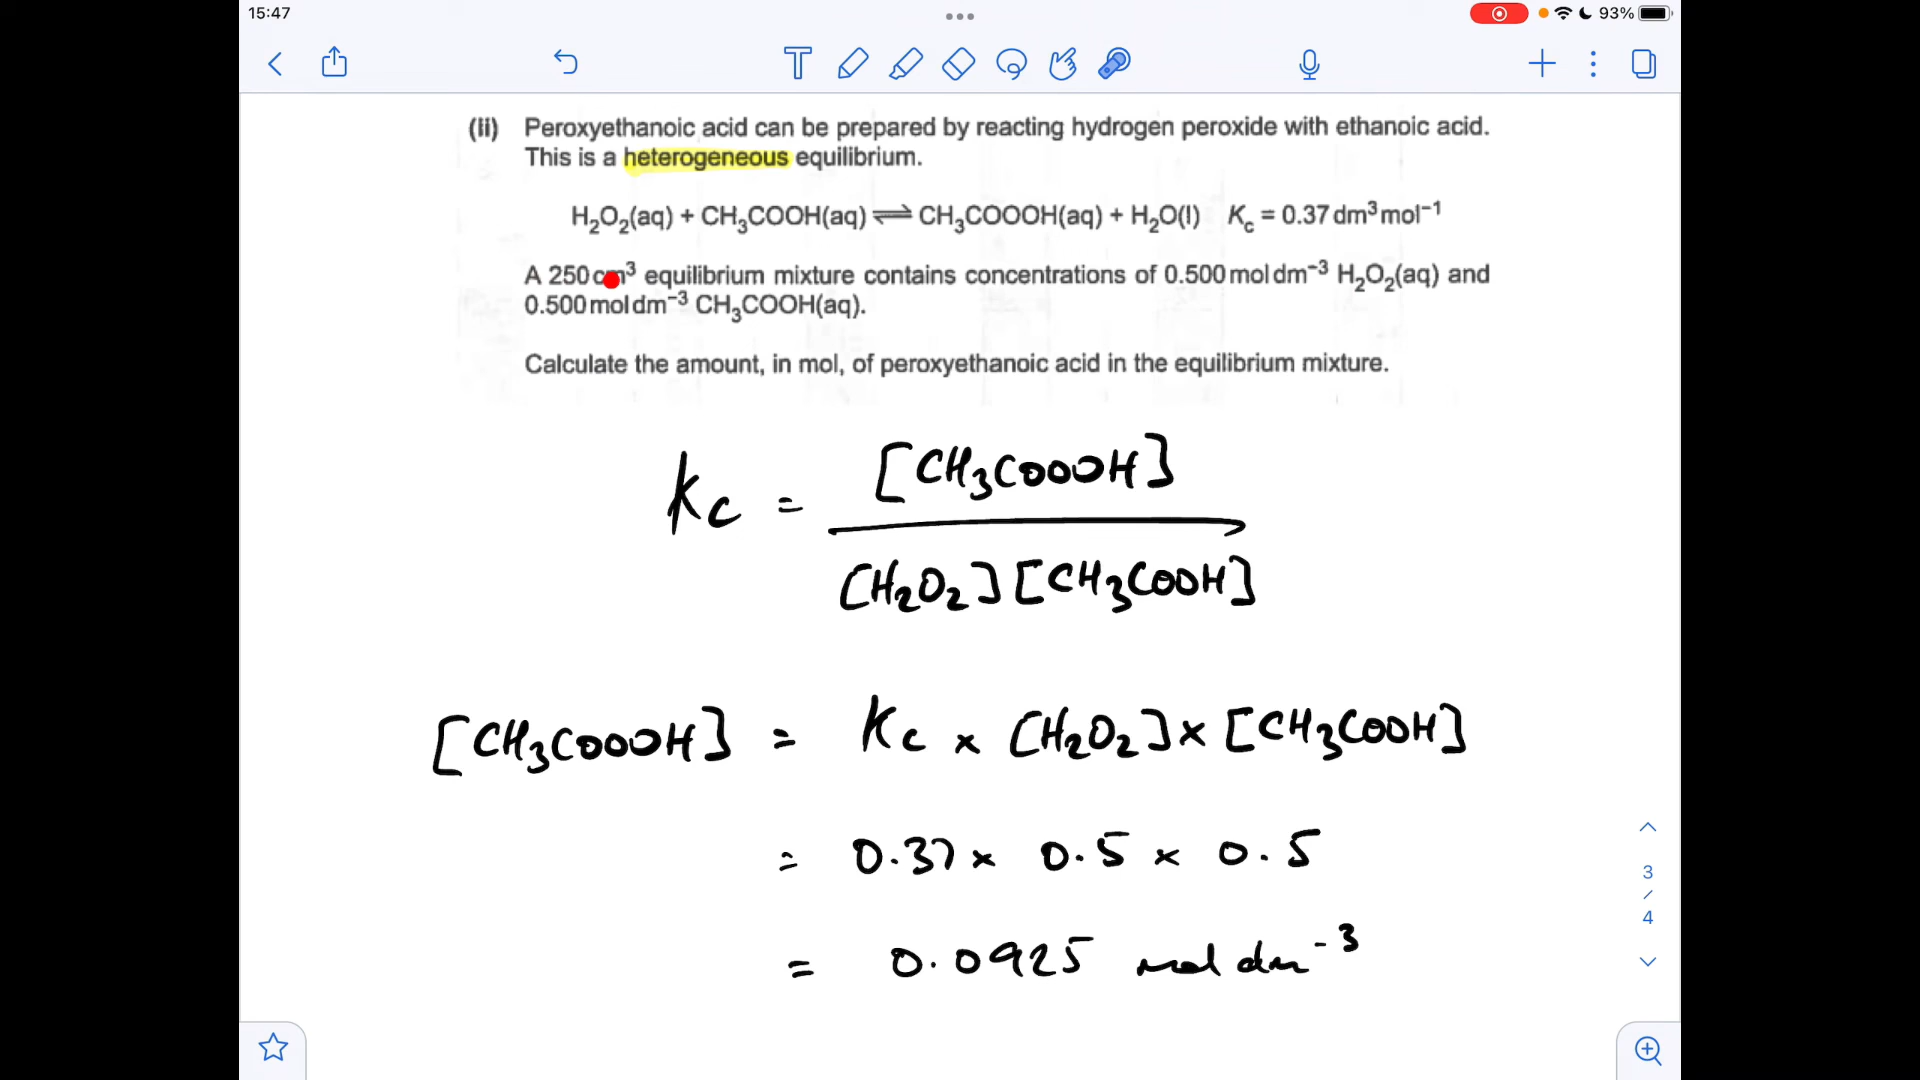 15:47
93%
(ii) Peroxyethanoic acid can be prepared by reacting hydrogen peroxide with ethanoic acid.
This is a heterogeneous equilibrium.
H₂O₂(aq) + CH₃COOH(aq) ⇌ CH₃COOOH(aq) + H₂O(l) K꜀ = 0.37 dm³ mol⁻¹
A 250 cm³ equilibrium mixture contains concentrations of 0.500 mol dm⁻³ H₂O₂(aq) and
0.500 mol dm⁻³ CH₃COOH(aq).
Calculate the amount, in mol, of peroxyethanoic acid in the equilibrium mixture.
Kc = [CH₃COOOH]
[H₂O₂][CH₃COOH]
[CH₃COOOH] = Kc × [H₂O₂] × [CH₃COOH]
= 0.37 × 0.5 × 0.5
= 0.0925 mol dm⁻³
3
/
4